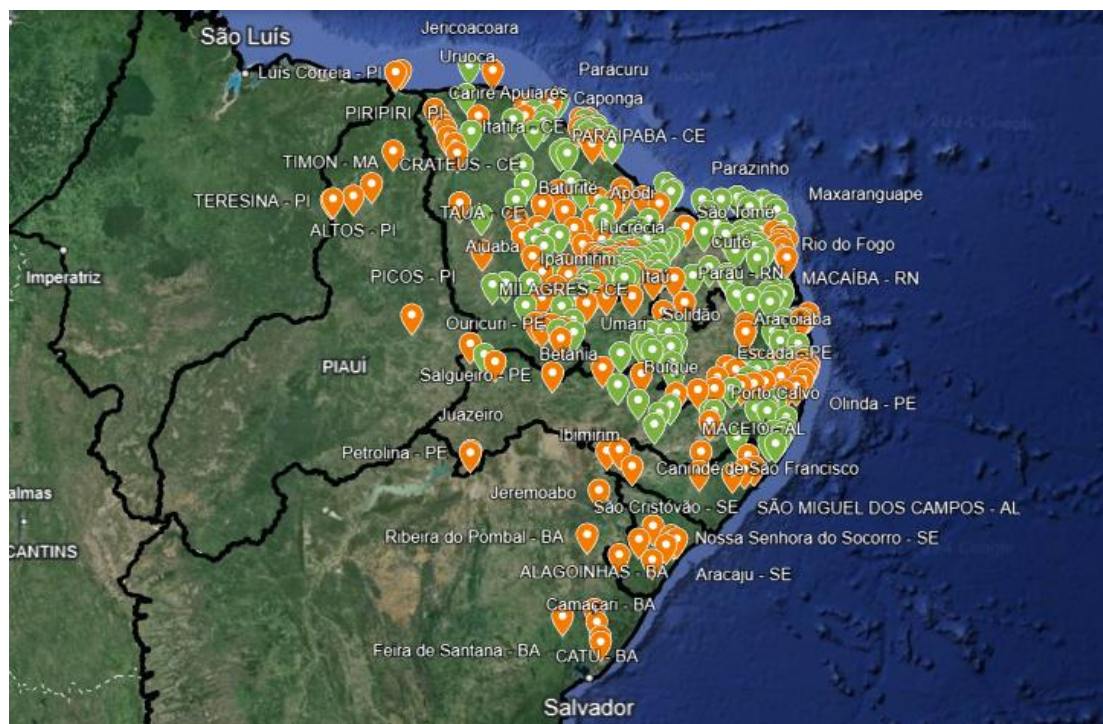 Jericoacoara
São Luís
Uruoca
Luís Correia - PI
Paracuru
Cariré Apuiarés
Caponga
PIRIPIRI - PI
Itatira - CE
PARAIPABA - CE
TIMON - MA
CRATEUS - CE
Parazinho
Baturité
Apodi
Maxaranguape
TERESINA - PI
TAUA - CE
São Tomé
ALTOS - PI
Lucrécia
Cuité
Rio do Fogo
Aiuaba
Ipaumirim
Imperatriz
PICOS - PI
Itaú
Parau - RN
MACAÍBA - RN
MILAGRES - CE
Solidão
Ouricuri - PE
Umari
Araçoiaba
Betânia
Escada - PE
PIAUÍ
Buíque
Salgueiro - PE
Porto Calvo
Olinda - PE
Juazeiro
MACEIO - AL
Ibimirim
Petrolina - PE
Canindé de São Francisco
almas
Jeremoabo
São Cristóvão - SE
SÃO MIGUEL DOS CAMPOS - AL
Ribeira do Pombal - BA
Nossa Senhora do Socorro - SE
CANTINS
ALAGOINHAS - BA
Aracaju - SE
Camaçari - BA
Feira de Santana - BA
CATU - BA
Salvador